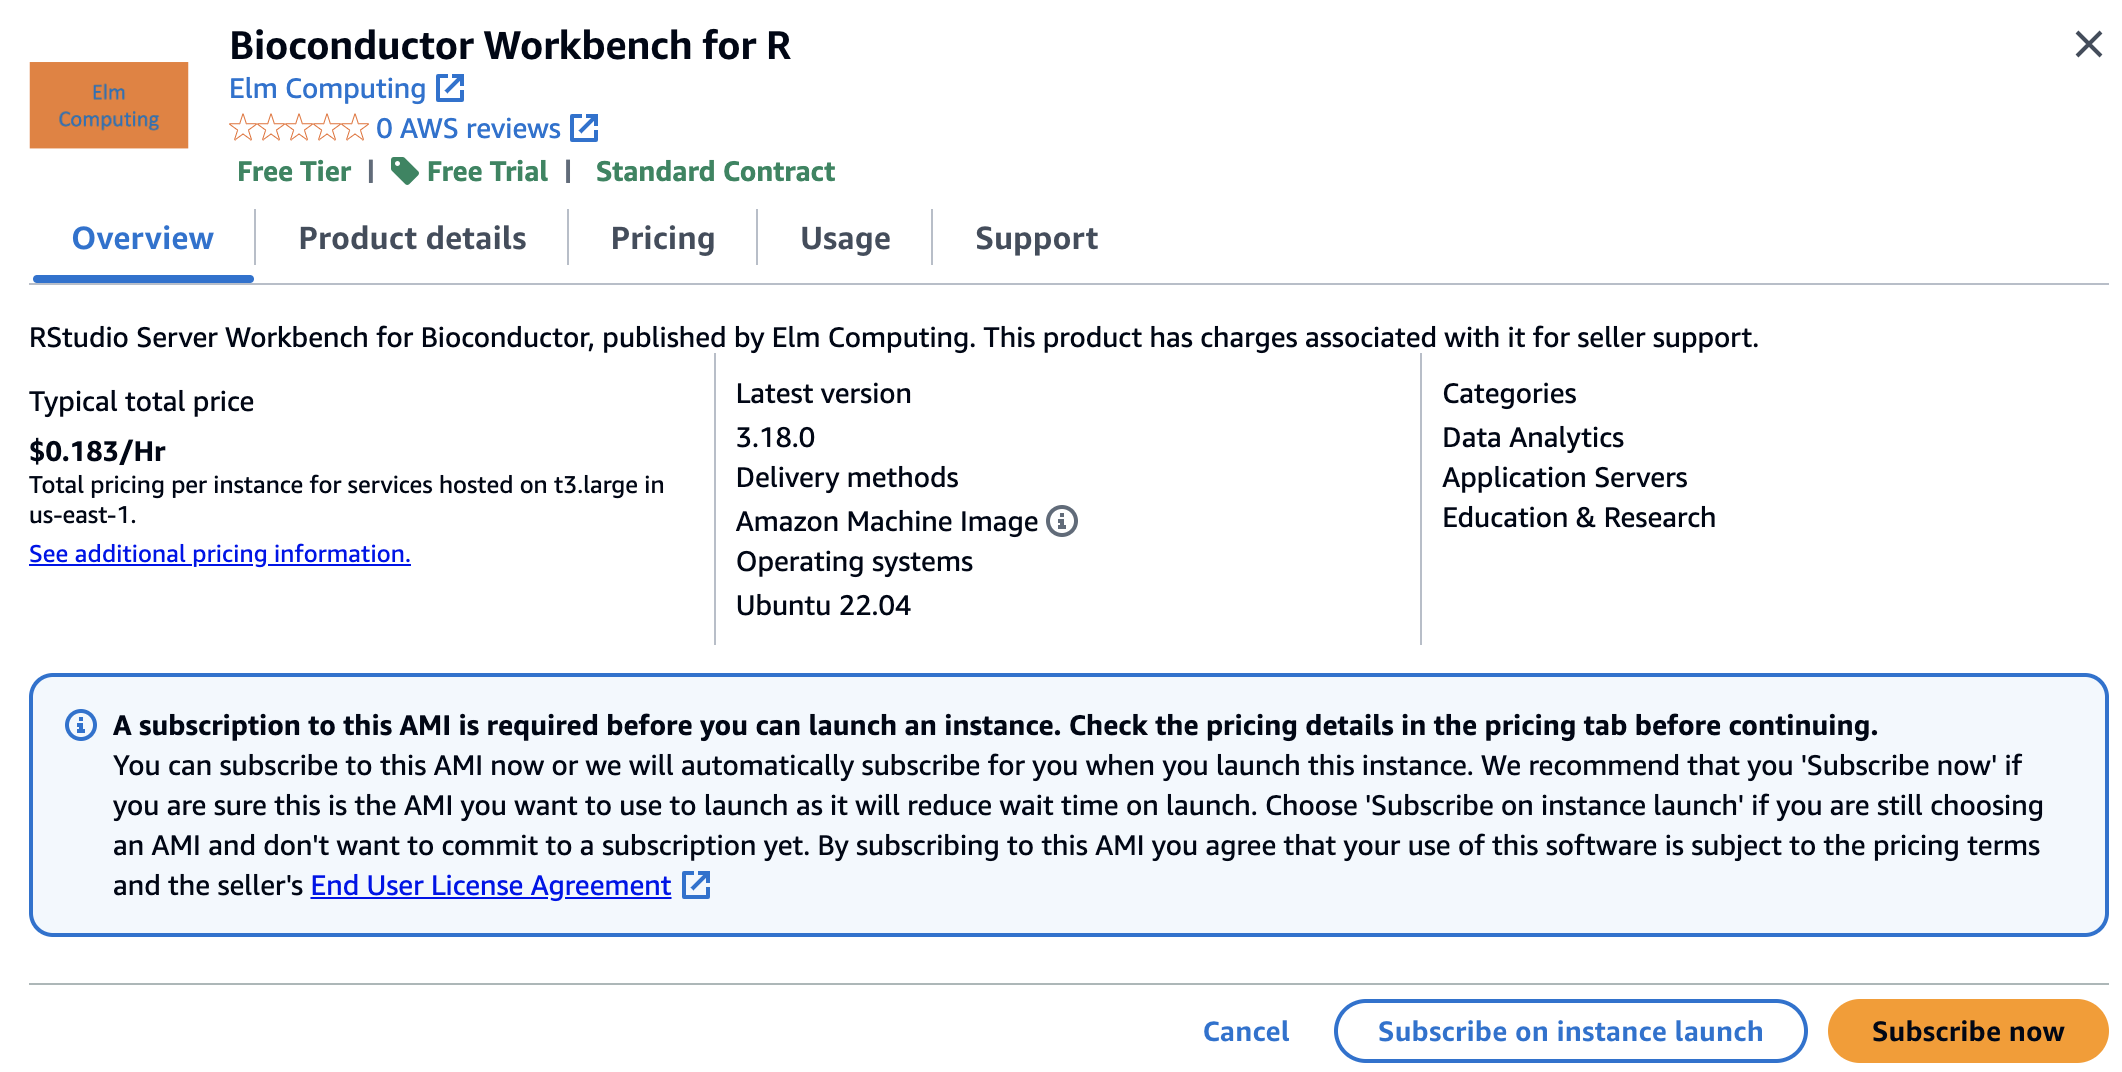 Elm
Computing
Bioconductor Workbench for R
Elm Computing
0 AWS reviews
Free Tier | Free Trial | Standard Contract
Overview
Product details
Pricing
Usage
Support
RStudio Server Workbench for Bioconductor, published by Elm Computing. This product has charges associated with it for seller support.
Typical total price
$0.183/Hr
Total pricing per instance for services hosted on t3.large in
us-east-1.
See additional pricing information.
Latest version
3.18.0
Delivery methods
Amazon Machine Image
Operating systems
Ubuntu 22.04
Categories
Data Analytics
Application Servers
Education & Research
A subscription to this AMI is required before you can launch an instance. Check the pricing details in the pricing tab before continuing.
You can subscribe to this AMI now or we will automatically subscribe for you when you launch this instance. We recommend that you 'Subscribe now' if
you are sure this is the AMI you want to use to launch as it will reduce wait time on launch. Choose 'Subscribe on instance launch' if you are still choosing
an AMI and don't want to commit to a subscription yet. By subscribing to this AMI you agree that your use of this software is subject to the pricing terms
and the seller's End User License Agreement
Cancel
Subscribe on instance launch
Subscribe now